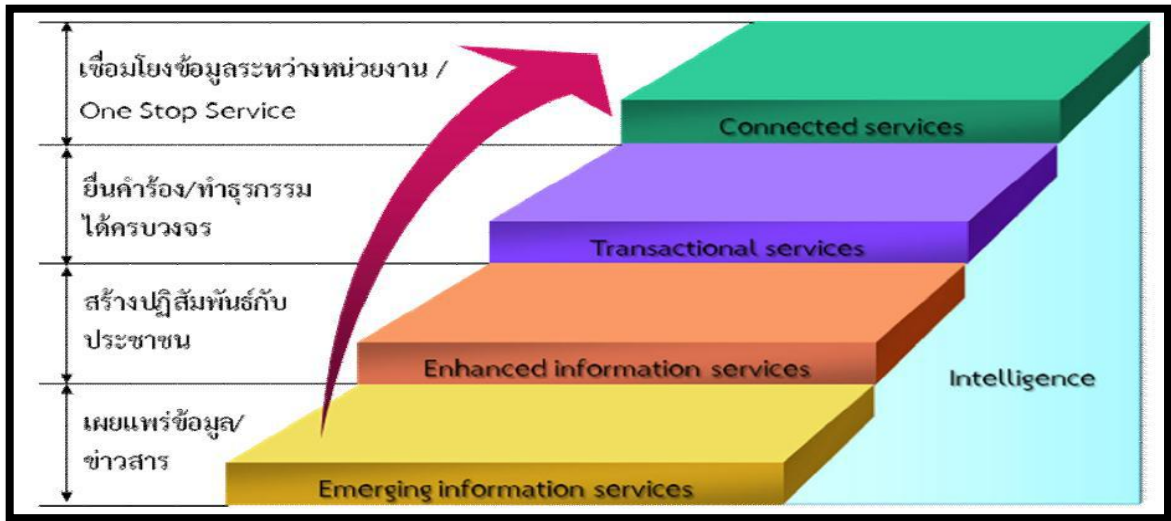 เชื่อมโยงข้อมูลระหว่างหน่วยงาน /
One Stop Service
Connected services
ยื่นคำร้อง/ทำธุรกรรม
ได้ครบวงจร
Transactional services
สร้างปฏิสัมพันธ์กับ
ประชาชน
Enhanced information services
Intelligence
เผยแพร่ข้อมูล/
ข่าวสาร
Emerging information services